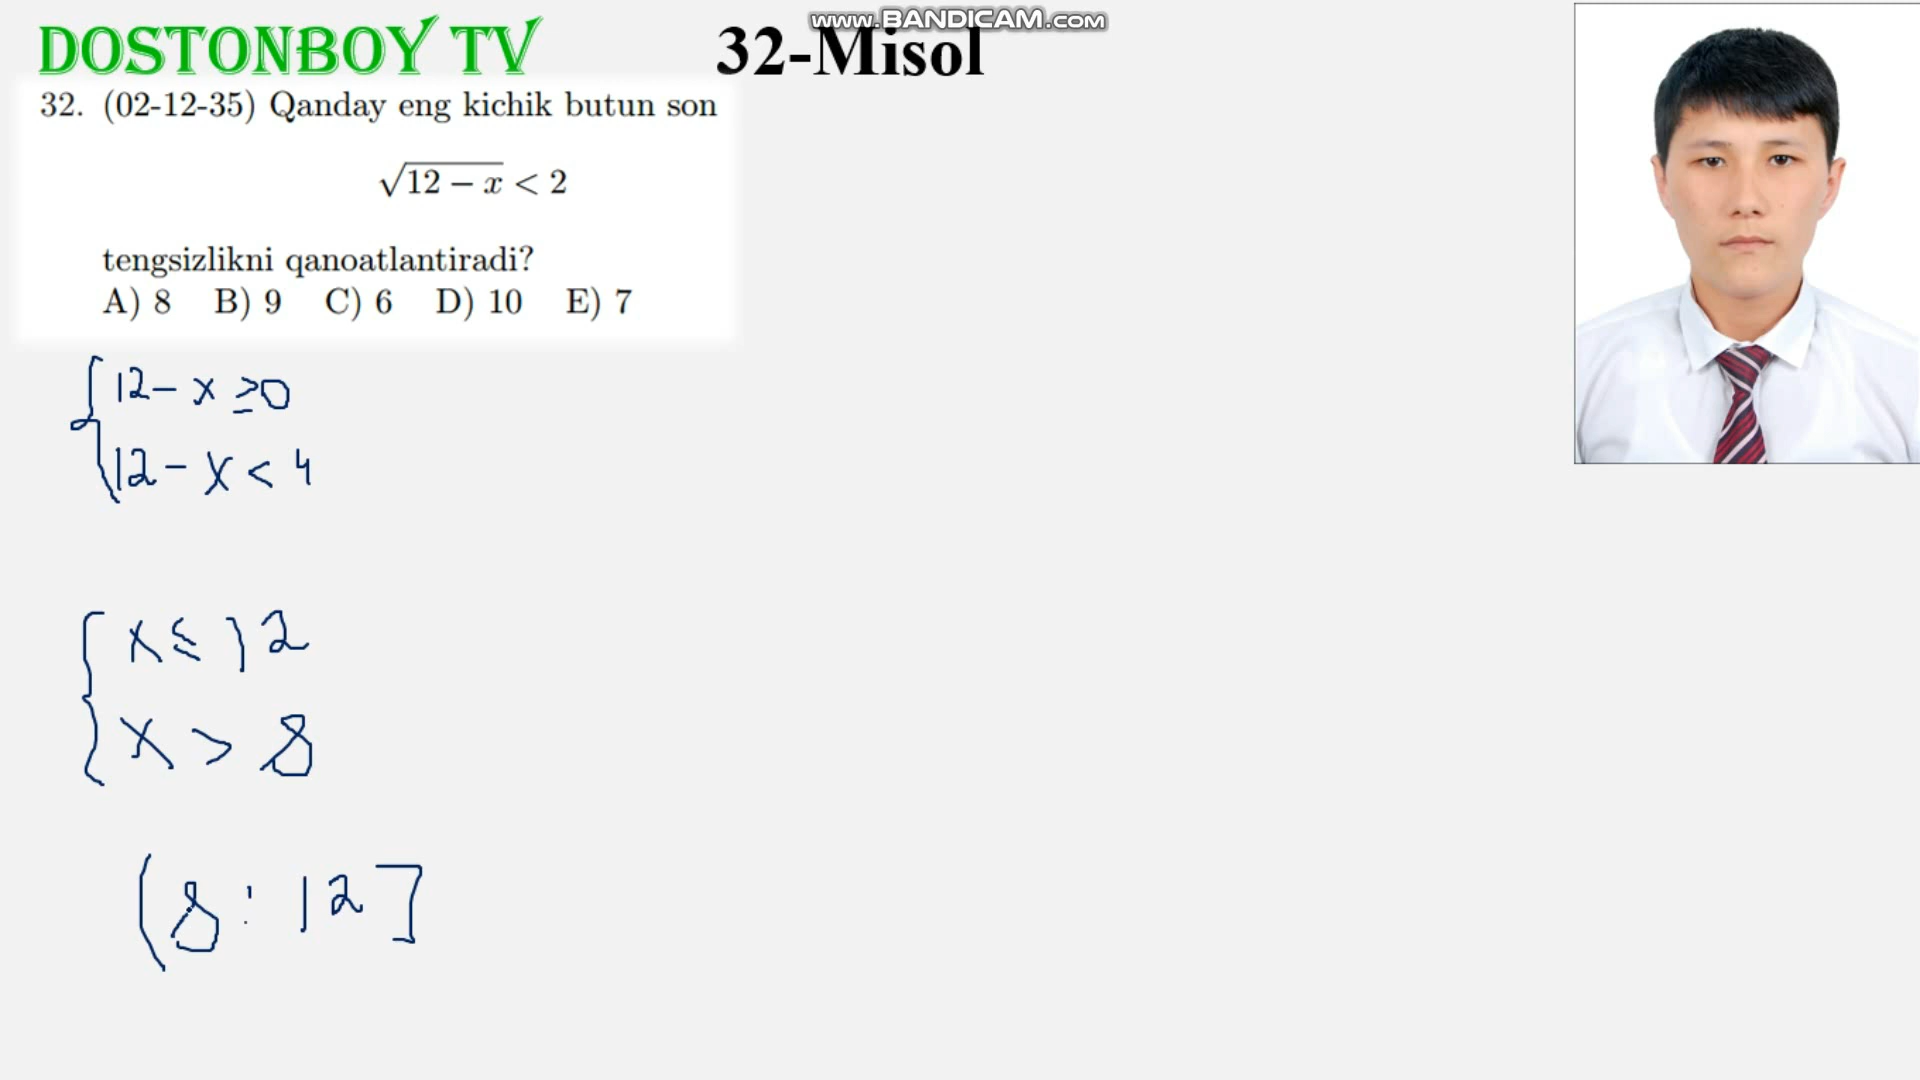 www.BANDICAM.com
DOSTONBOY TV
32-Misol
32. (02-12-35) Qanday eng kichik butun son
√12 − x < 2
tengsizlikni qanoatlantiradi?
A) 8 B) 9 C) 6 D) 10 E) 7
12 - x ≥ 0
12 - x < 4
x ≤ 12
x > 8
(8 : 12]